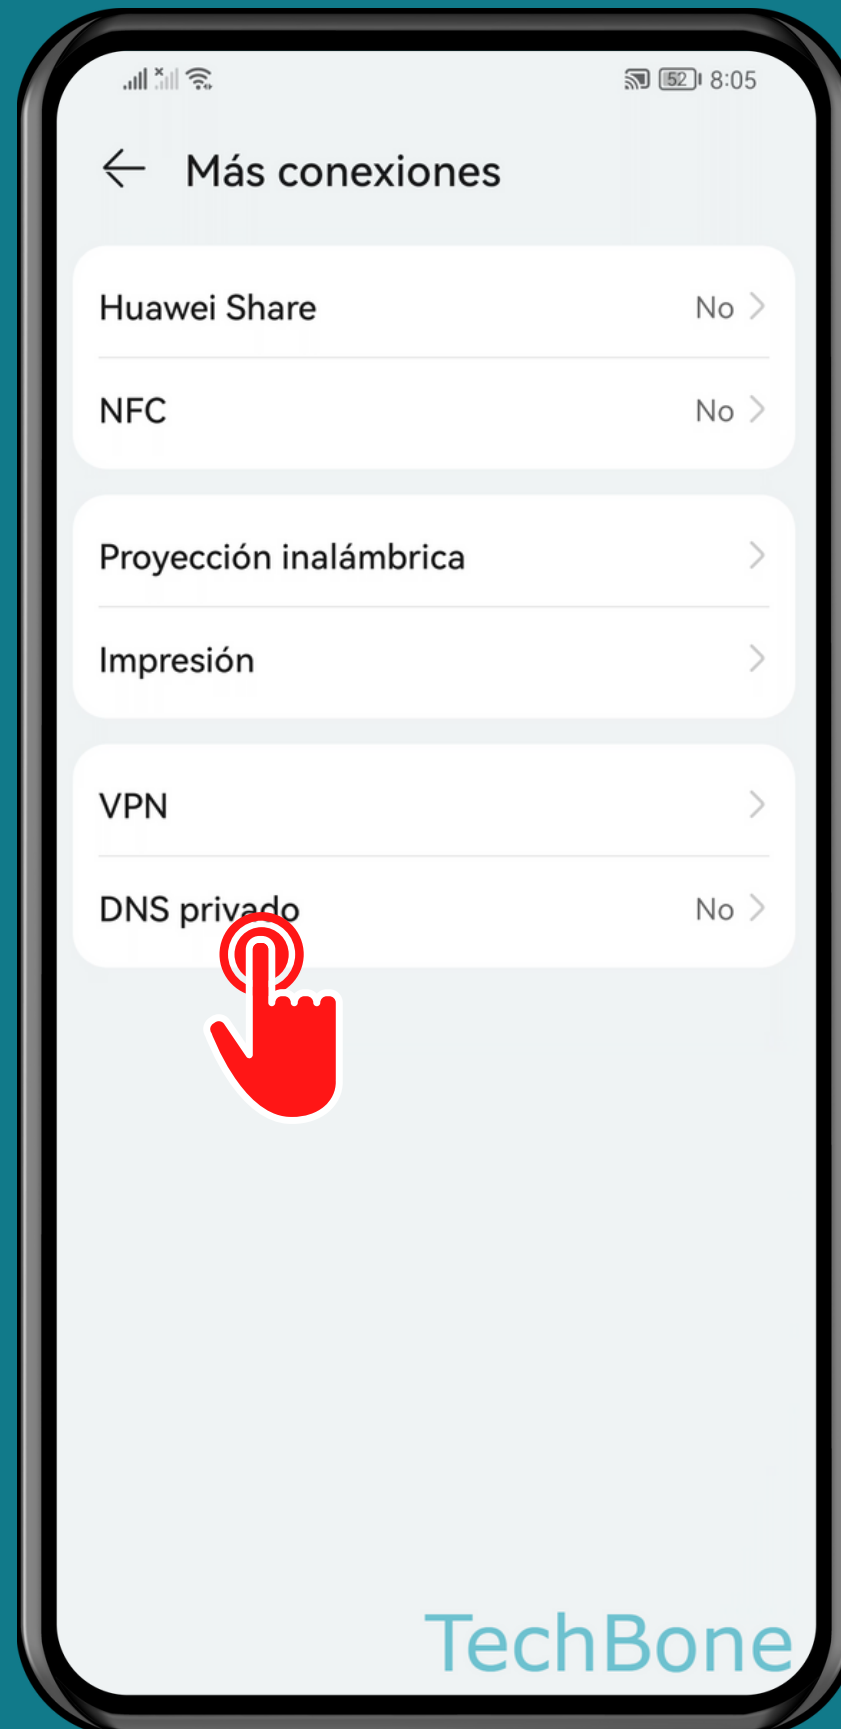 52 8:05
Más conexiones
Huawei Share No
NFC No
Proyección inalámbrica
Impresión
VPN
DNS privado No
TechBone